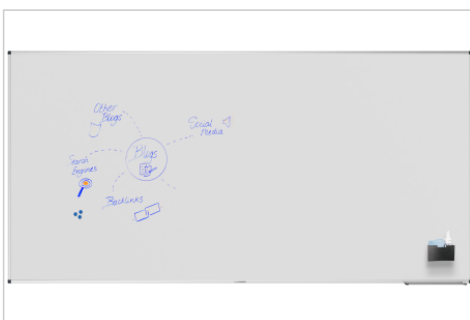 Other
Blogs
Social
media
Blogs
Search
Engines
Backlinks